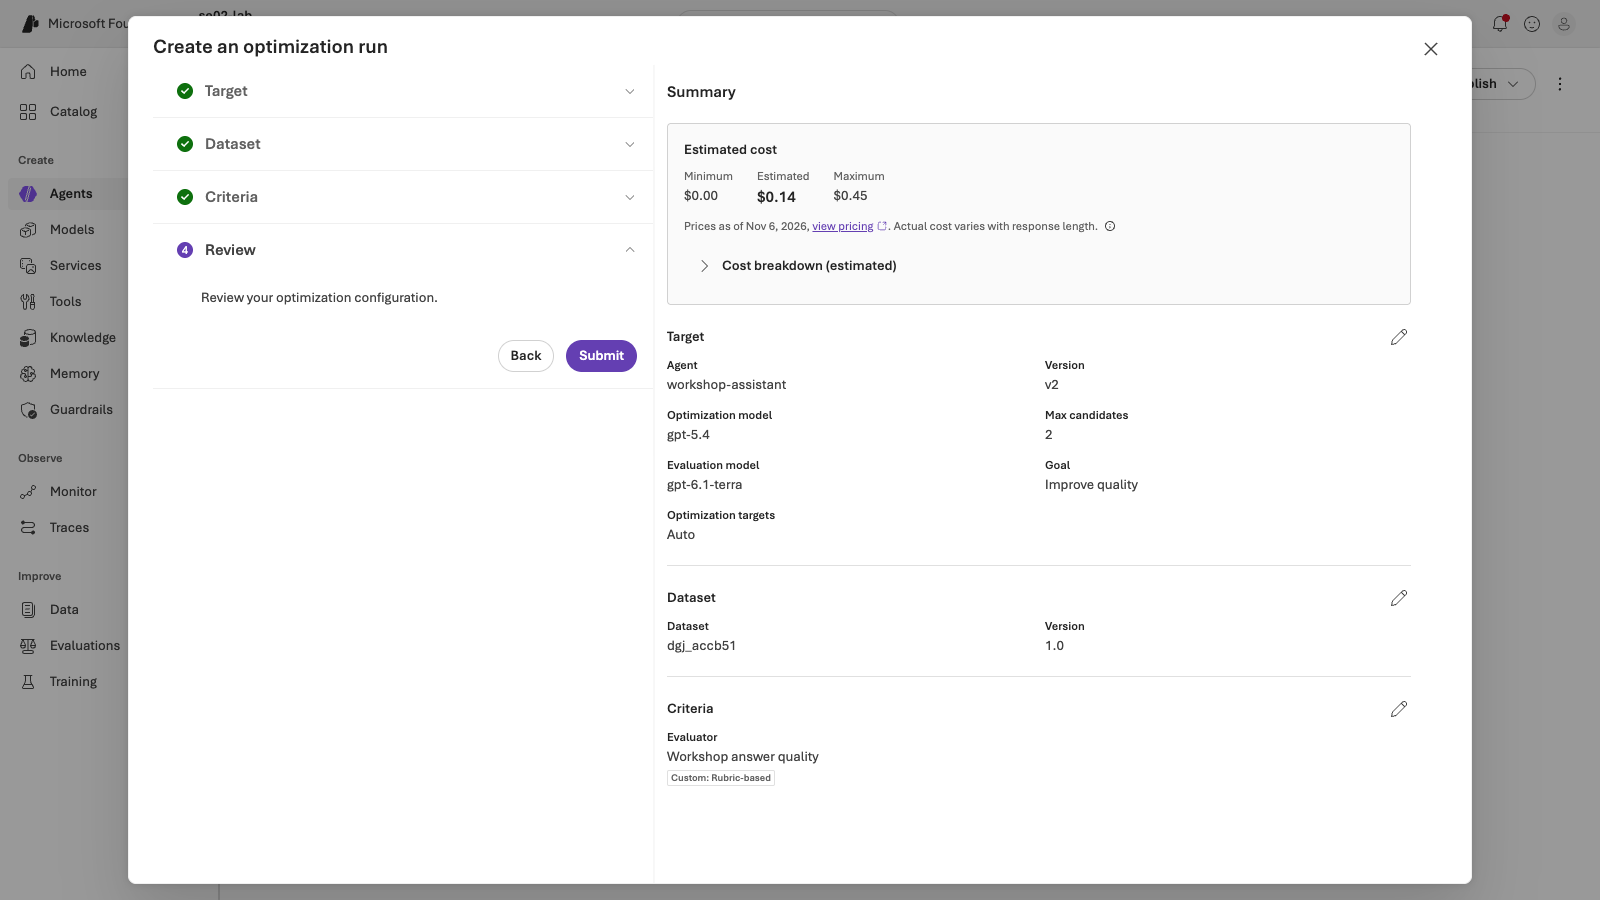 Microsoft Fou
Create an optimization run
lish
Home
Catalog
Create
Agents
Models
Services
Tools
Knowledge
Memory
Guardrails
Observe
Monitor
Traces
Improve
Data
Evaluations
Training
Target
Dataset
Criteria
4 Review
Review your optimization configuration.
Back
Submit
Summary
Estimated cost
Minimum Estimated Maximum
$0.00 $0.14 $0.45
Prices as of Nov 6, 2026, view pricing. Actual cost varies with response length.
Cost breakdown (estimated)
Target
Agent Version
workshop-assistant v2
Optimization model Max candidates
gpt-5.4 2
Evaluation model Goal
gpt-6.1-terra Improve quality
Optimization targets
Auto
Dataset
Dataset Version
dgj_accb51 1.0
Criteria
Evaluator
Workshop answer quality
Custom: Rubric-based